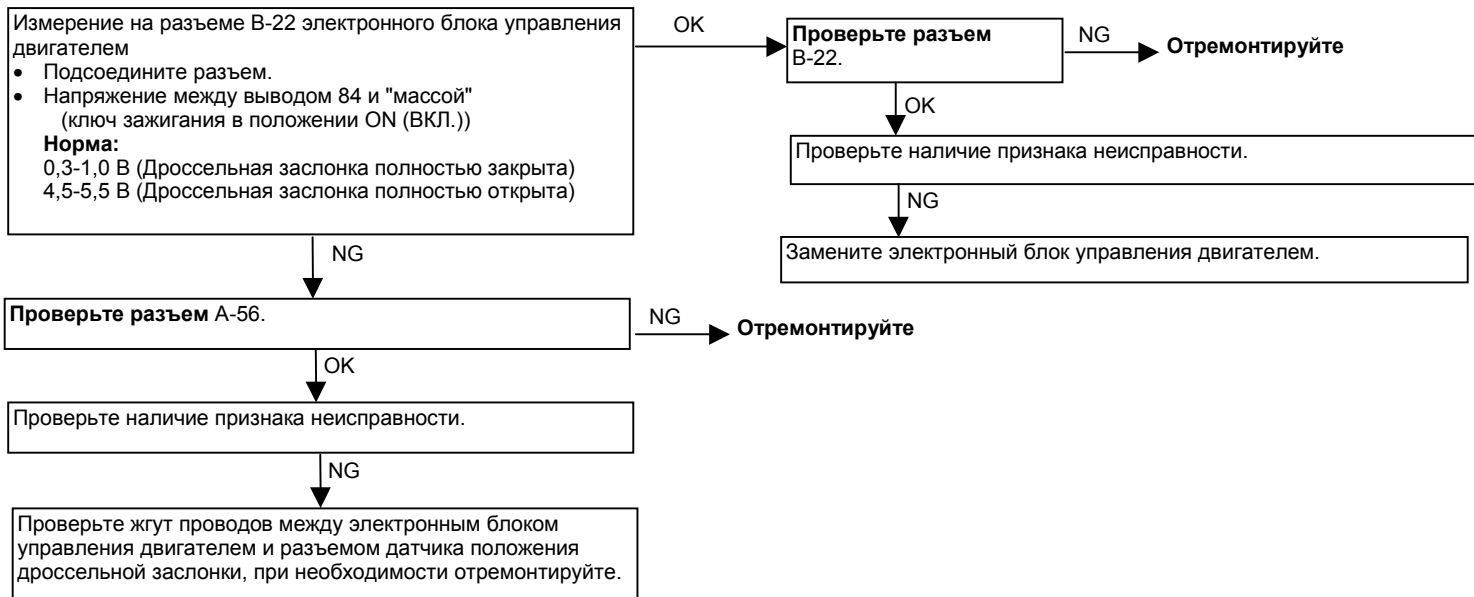 Измерение на разъеме В-22 электронного блока управления
двигателем
• Подсоедините разъем.
• Напряжение между выводом 84 и "массой"
(ключ зажигания в положении ON (ВКЛ.))
Норма:
0,3-1,0 В (Дроссельная заслонка полностью закрыта)
4,5-5,5 В (Дроссельная заслонка полностью открыта)
OK
Проверьте разъем
В-22.
NG
Отремонтируйте
OK
Проверьте наличие признака неисправности.
NG
Замените электронный блок управления двигателем.
NG
Проверьте разъем А-56.
NG
Отремонтируйте
OK
Проверьте наличие признака неисправности.
NG
Проверьте жгут проводов между электронным блоком
управления двигателем и разъемом датчика положения
дроссельной заслонки, при необходимости отремонтируйте.